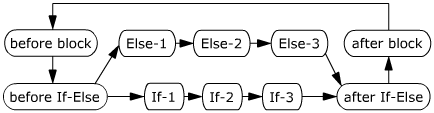 before block
Else-1
Else-2
Else-3
after block
before If-Else
If-1
If-2
If-3
after If-Else